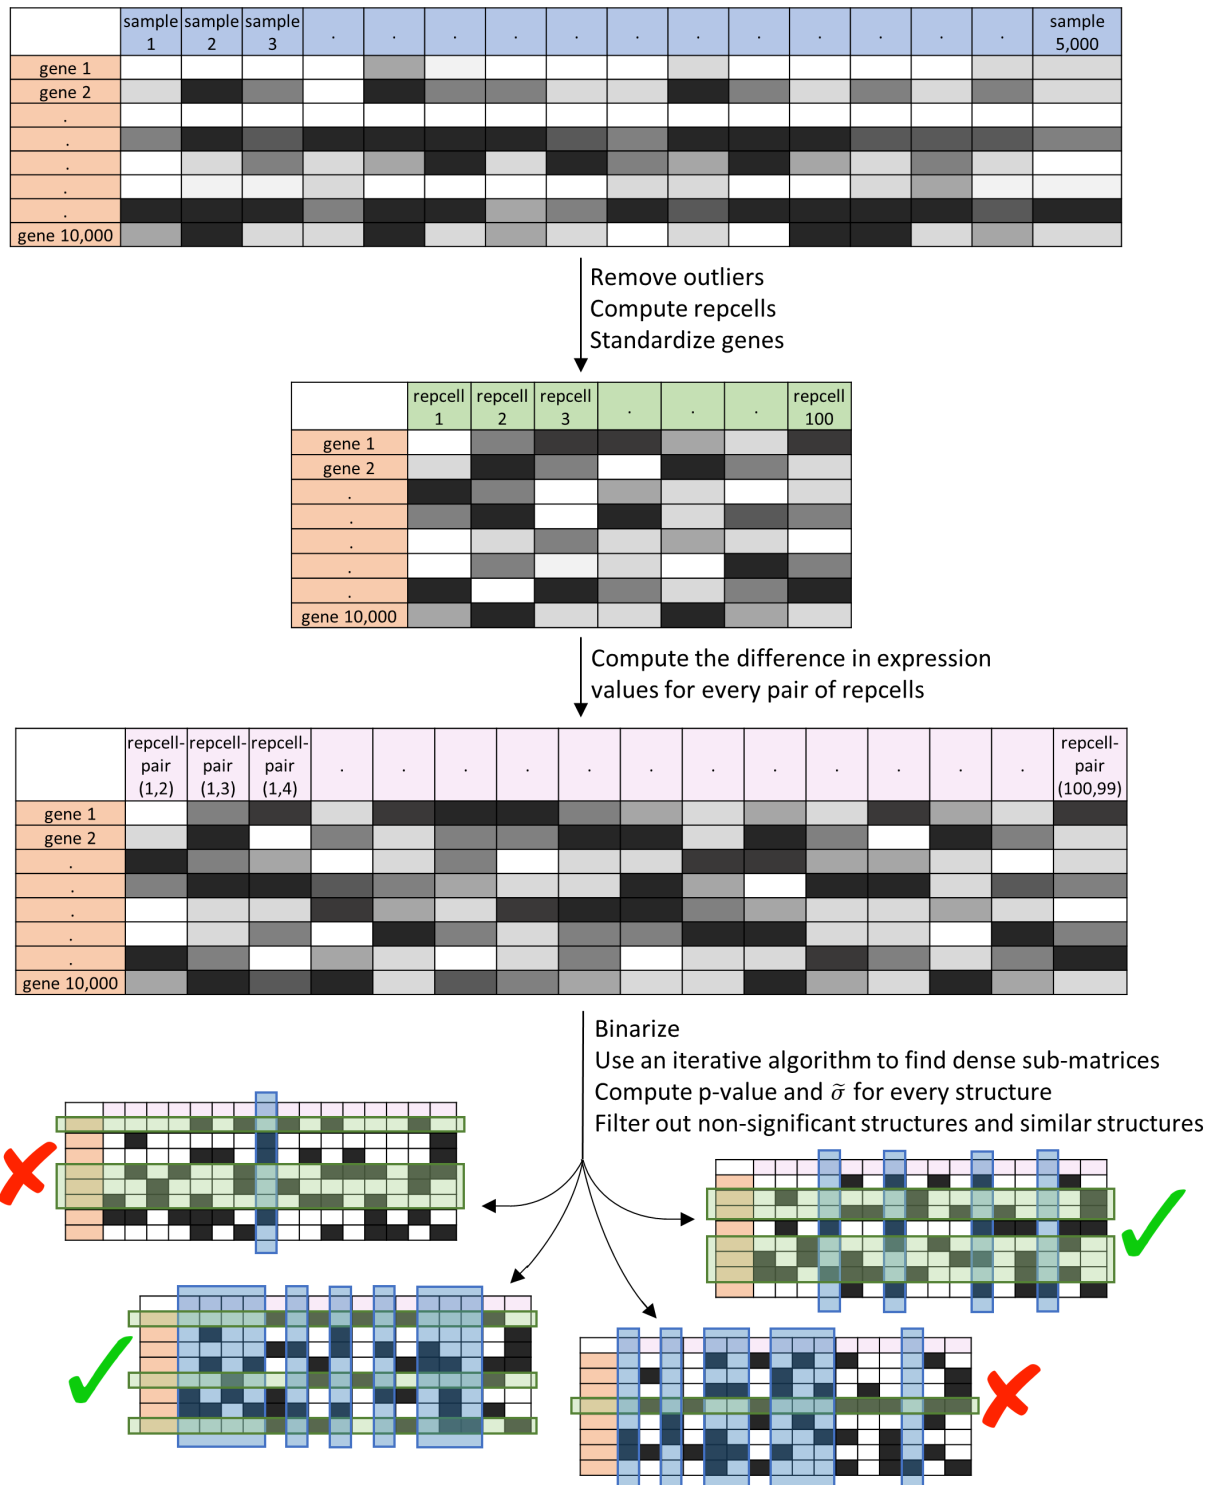 sample sample sample . . . . . . . . . . . . sample
1 2 3 5,000
gene 1
gene 2
.
.
.
.
.
gene 10,000
Remove outliers
Compute repcells
Standardize genes
repcell repcell repcell . . . repcell
1 2 3 100
gene 1
gene 2
.
.
.
.
.
gene 10,000
Compute the difference in expression
values for every pair of repcells
repcell- repcell- repcell- repcell-
pair pair pair . . . . . . . . . . . . pair
(1,2) (1,3) (1,4) (100,99)
gene 1
gene 2
.
.
.
.
.
gene 10,000
Binarize
Use an iterative algorithm to find dense sub-matrices
Compute p-value and σ̃ for every structure
Filter out non-significant structures and similar structures